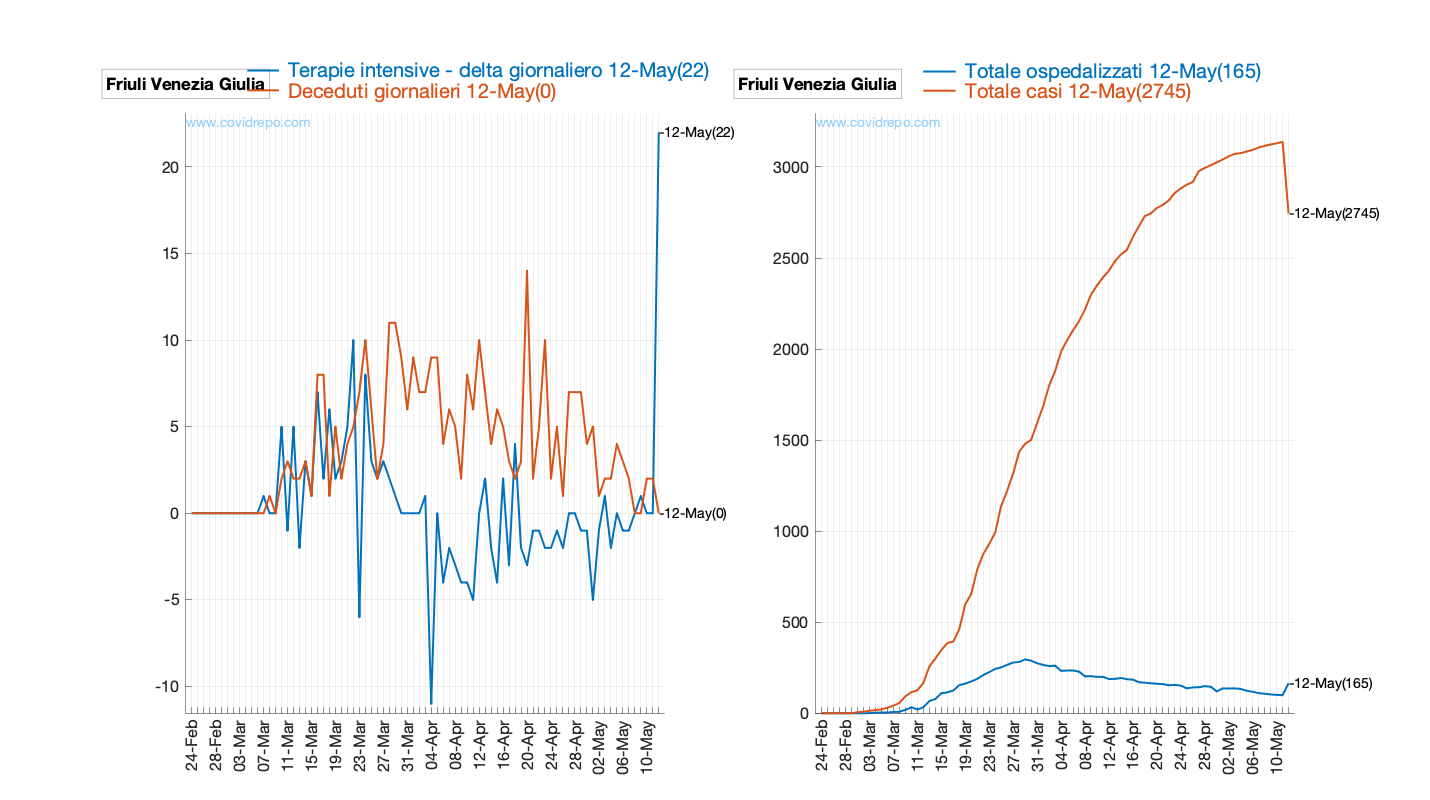 Friuli Venezia Giulia
Terapie intensive - delta giornaliero 12-May(22)
Deceduti giornalieri 12-May(0)
www.covidrepo.com
12-May(22)
20
15
10
5
0
-5
-10
12-May(0)
24-Feb
28-Feb
03-Mar
07-Mar
11-Mar
15-Mar
19-Mar
23-Mar
27-Mar
31-Mar
04-Apr
08-Apr
12-Apr
16-Apr
20-Apr
24-Apr
28-Apr
02-May
06-May
10-May
Friuli Venezia Giulia
Totale ospedalizzati 12-May(165)
Totale casi 12-May(2745)
www.covidrepo.com
3000
2500
2000
1500
1000
500
0
12-May(2745)
12-May(165)
24-Feb
28-Feb
03-Mar
07-Mar
11-Mar
15-Mar
19-Mar
23-Mar
27-Mar
31-Mar
04-Apr
08-Apr
12-Apr
16-Apr
20-Apr
24-Apr
28-Apr
02-May
06-May
10-May